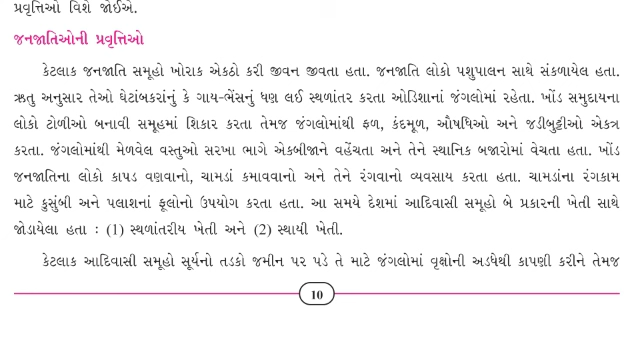 પ્રવૃત્તિઓ વિશે જોઈએ.
જનજાતિઓની પ્રવૃત્તિઓ
કેટલાક જનજાતિ સમૂહો ખોરાક એકઠો કરી જીવન જીવતા હતા. જનજાતિ લોકો પશુપાલન સાથે સંકળાયેલ હતા.
ઋતુ અનુસાર તેઓ ઘેટાંબકરાંનું કે ગાય-ભેંસનું ધણ લઈ સ્થળાંતર કરતા ઓડિશાનાં જંગલોમાં રહેતા. ખોંડ સમુદાયના
લોકો ટોળીઓ બનાવી સમૂહમાં શિકાર કરતા તેમજ જંગલોમાંથી ફળ, કંદમૂળ, ઔષધિઓ અને જડીબુટ્ટીઓ એકત્ર
કરતા. જંગલોમાંથી મેળવેલ વસ્તુઓ સરખા ભાગે એકબીજાને વહેંચતા અને તેને સ્થાનિક બજારોમાં વેચતા હતા. ખોંડ
જનજાતિના લોકો કાપડ વણવાનો, ચામડાં કમાવવાનો અને તેને રંગવાનો વ્યવસાય કરતા હતા. ચામડાંના રંગકામ
માટે કુસુંબી અને પલાશનાં ફૂલોનો ઉપયોગ કરતા હતા. આ સમયે દેશમાં આદિવાસી સમૂહો બે પ્રકારની ખેતી સાથે
જોડાયેલા હતા : (1) સ્થળાંતરીય ખેતી અને (2) સ્થાયી ખેતી.
કેટલાક આદિવાસી સમૂહો સૂર્યનો તડકો જમીન પર પડે તે માટે જંગલોમાં વૃક્ષોની અડધેથી કાપણી કરીને તેમજ
10